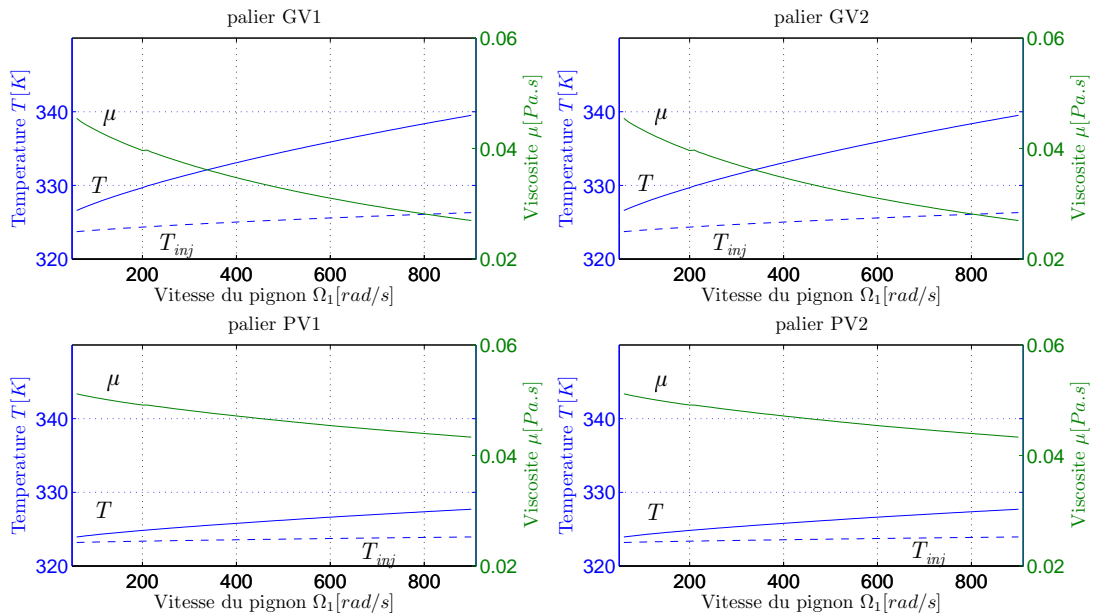 palier GV1
Temperature T[K]
340
330
320
0.06
0.04
0.02
Viscosite μ[Pa.s]
μ
T
T_inj
200 400 600 800
Vitesse du pignon Ω₁[rad/s]
palier GV2
Temperature T[K]
340
330
320
0.06
0.04
0.02
Viscosite μ[Pa.s]
μ
T
T_inj
200 400 600 800
Vitesse du pignon Ω₁[rad/s]
palier PV1
Temperature T[K]
340
330
320
0.06
0.04
0.02
Viscosite μ[Pa.s]
μ
T
T_inj
200 400 600 800
Vitesse du pignon Ω₁[rad/s]
palier PV2
Temperature T[K]
340
330
320
0.06
0.04
0.02
Viscosite μ[Pa.s]
μ
T
T_inj
200 400 600 800
Vitesse du pignon Ω₁[rad/s]